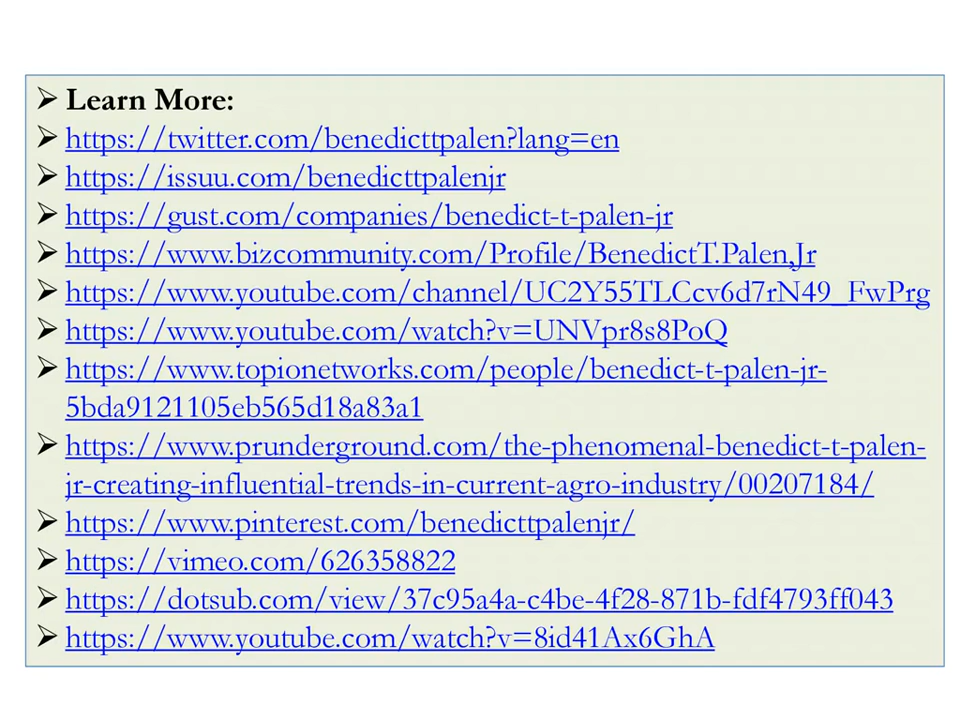 ➢ Learn More:
➢ https://twitter.com/benedicttpalen?lang=en
➢ https://issuu.com/benedicttpalenjr
➢ https://gust.com/companies/benedict-t-palen-jr
➢ https://www.bizcommunity.com/Profile/BenedictT.Palen,Jr
➢ https://www.youtube.com/channel/UC2Y55TLCcv6d7rN49_FwPrg
➢ https://www.youtube.com/watch?v=UNVpr8s8PoQ
➢ https://www.topionetworks.com/people/benedict-t-palen-jr-
5bda9121105eb565d18a83a1
➢ https://www.prunderground.com/the-phenomenal-benedict-t-palen-
jr-creating-influential-trends-in-current-agro-industry/00207184/
➢ https://www.pinterest.com/benedicttpalenjr/
➢ https://vimeo.com/626358822
➢ https://dotsub.com/view/37c95a4a-c4be-4f28-871b-fdf4793ff043
➢ https://www.youtube.com/watch?v=8id41Ax6GhA